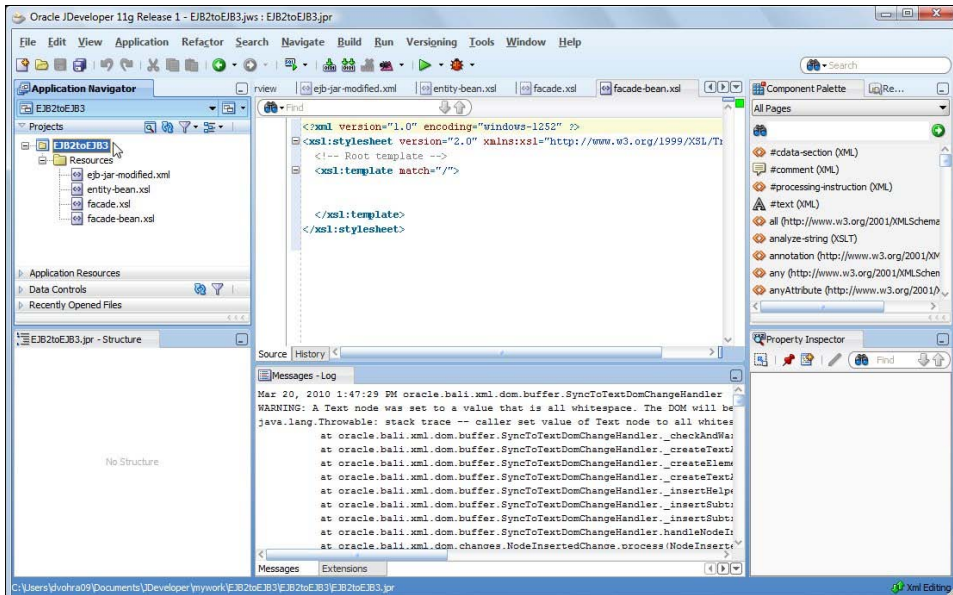 Oracle JDeveloper 11g Release 1 - EJB2toEJB3.jws : EJB2toEJB3.jpr
File Edit View Application Refactor Search Navigate Build Run Versioning Tools Window Help
Search
Application Navigator
EJB2toEJB3
Projects
EJB2toEJB3
Resources
ejb-jar-modified.xml
entity-bean.xsl
facade.xsl
facade-bean.xsl
Application Resources
Data Controls
Recently Opened Files
EJB2toEJB3.jpr - Structure
No Structure
rview ejb-jar-modified.xml entity-bean.xsl facade.xsl facade-bean.xsl
Find
<?xml version="1.0" encoding="windows-1252" ?>
<xsl:stylesheet version="2.0" xmlns:xsl="http://www.w3.org/1999/XSL/Tr
<!-- Root template -->
<xsl:template match="/">
</xsl:template>
</xsl:stylesheet>
Source History
Messages - Log
Mar 20, 2010 1:47:29 PM oracle.bali.xml.dom.buffer.SyncToTextDomChangeHandler
WARNING: A Text node was set to a value that is all whitespace. The DOM will be
java.lang.Throwable: stack trace -- caller set value of Text node to all whites
at oracle.bali.xml.dom.buffer.SyncToTextDomChangeHandler._checkAndWar
at oracle.bali.xml.dom.buffer.SyncToTextDomChangeHandler._createTextA
at oracle.bali.xml.dom.buffer.SyncToTextDomChangeHandler._createEleme
at oracle.bali.xml.dom.buffer.SyncToTextDomChangeHandler._createTextA
at oracle.bali.xml.dom.buffer.SyncToTextDomChangeHandler._insertHelpe
at oracle.bali.xml.dom.buffer.SyncToTextDomChangeHandler._insertSubtr
at oracle.bali.xml.dom.buffer.SyncToTextDomChangeHandler._insertSubtr
at oracle.bali.xml.dom.buffer.SyncToTextDomChangeHandler.handleNodeIn
at oracle.bali.xml.dom.changes.NodeInsertedChange.process(NodeInserte
Messages Extensions
Component Palette Re...
All Pages
#cdata-section (XML)
#comment (XML)
#processing-instruction (XML)
#text (XML)
all (http://www.w3.org/2001/XMLSchema
analyze-string (XSLT)
annotation (http://www.w3.org/2001/XM
any (http://www.w3.org/2001/XMLSchem
anyAttribute (http://www.w3.org/2001/X
Property Inspector
Find
C:\Users\dvohra09\Documents\JDeveloper\mywork\EJB2toEJB3\EJB2toEJB3\EJB2toEJB3.jpr
Xml Editing